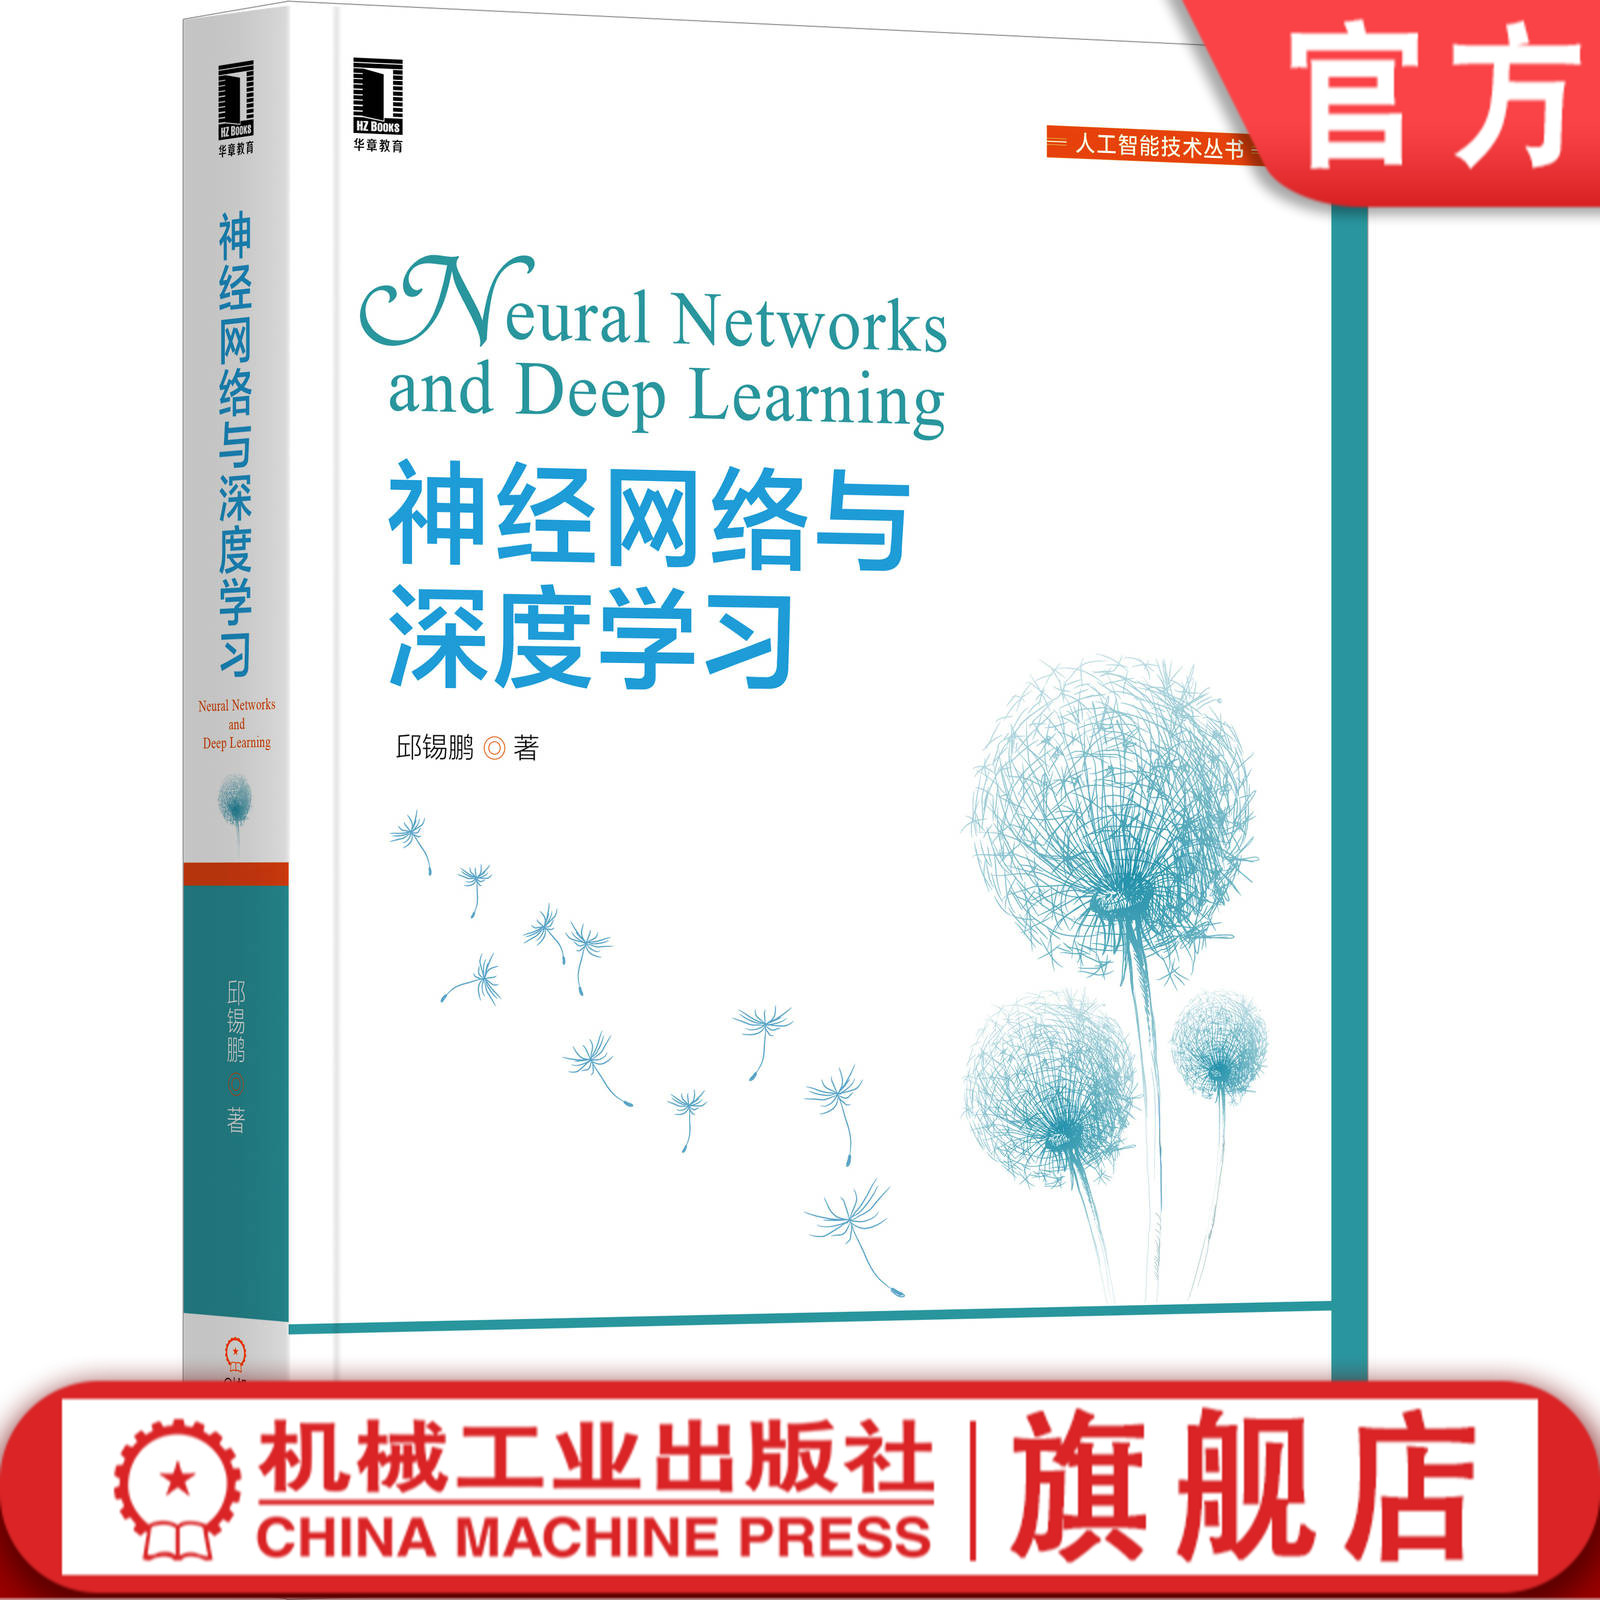 官方
HZ BOOKS
华章教育
HZ BOOKS
华章教育
人工智能技术丛书
Neural Networks
and Deep Learning
神经网络与
深度学习
邱锡鹏 ◎ 著
神经网络与深度学习
Neural Networks
and
Deep Learning
邱锡鹏 ◎ 著
机械工业出版社
CHINA MACHINE PRESS
旗舰店